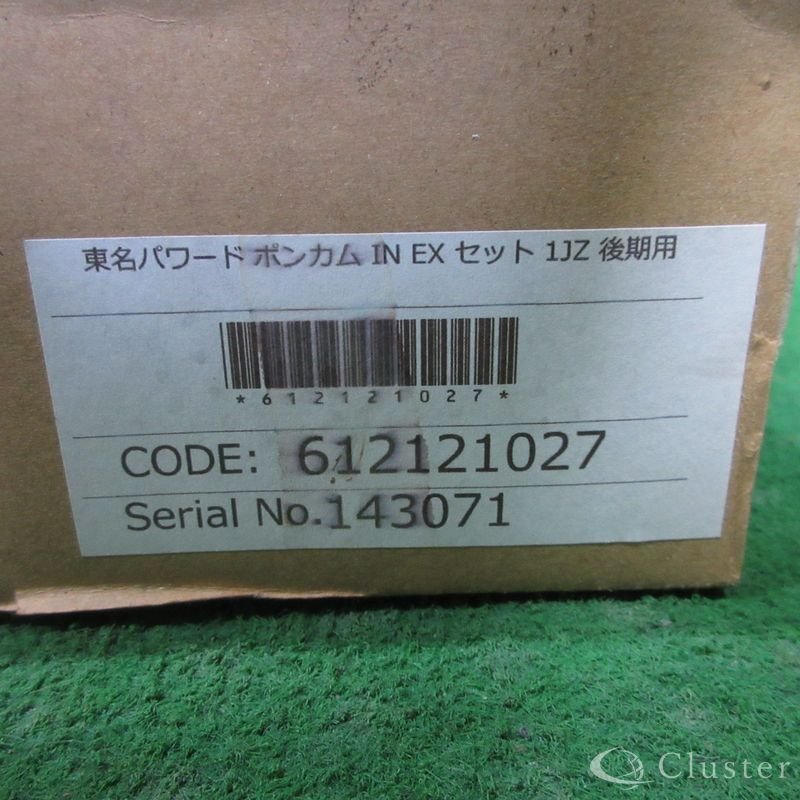 東名パワード ポンカム IN EX セット 1JZ 後期用
*612121027*
CODE: 612121027
Serial No.143071
Cluster